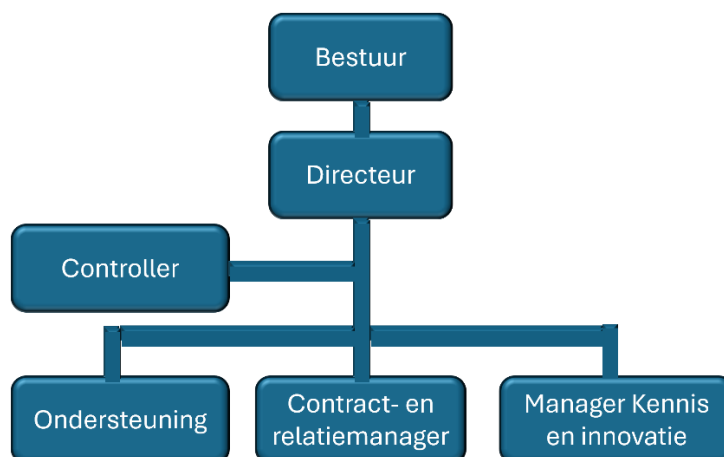 Bestuur
Directeur
Controller
Ondersteuning
Contract- en
relatiemanager
Manager Kennis
en innovatie